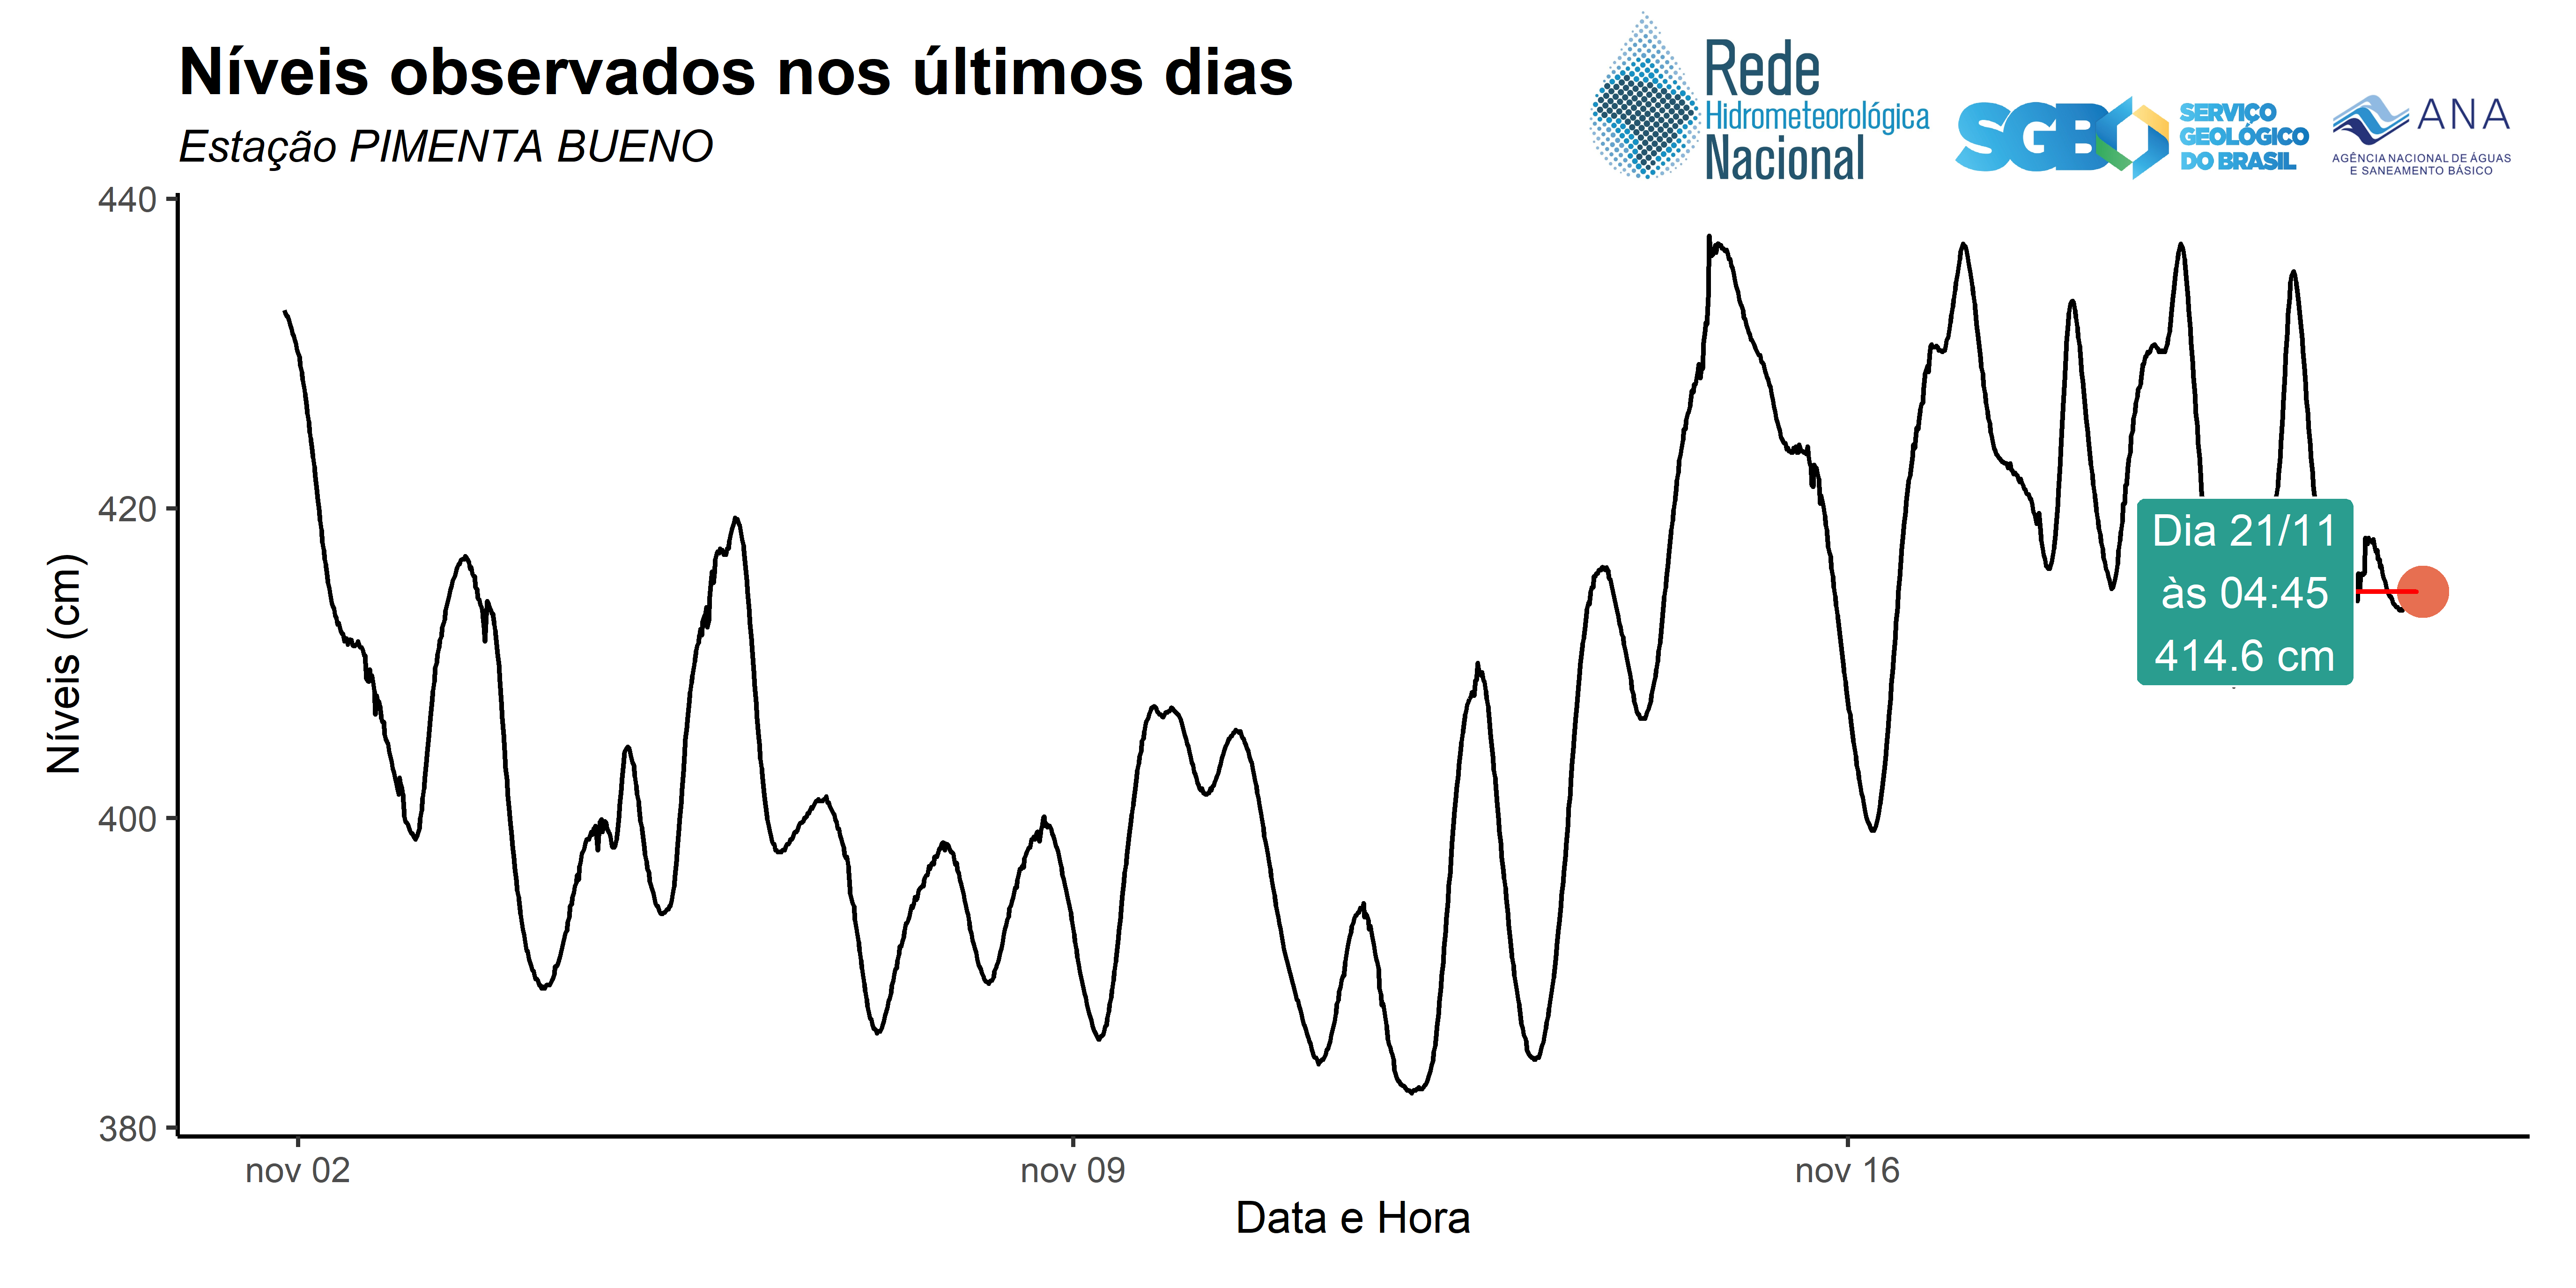 Níveis observados nos últimos dias
Estação PIMENTA BUENO
Rede
Hidrometeorológica
Nacional
SGB
SERVIÇO
GEOLÓGICO
DO BRASIL
ANA
AGÊNCIA NACIONAL DE ÁGUAS
E SANEAMENTO BÁSICO
Níveis (cm)
440
420
400
380
Dia 21/11
às 04:45
414.6 cm
nov 02
nov 09
nov 16
Data e Hora